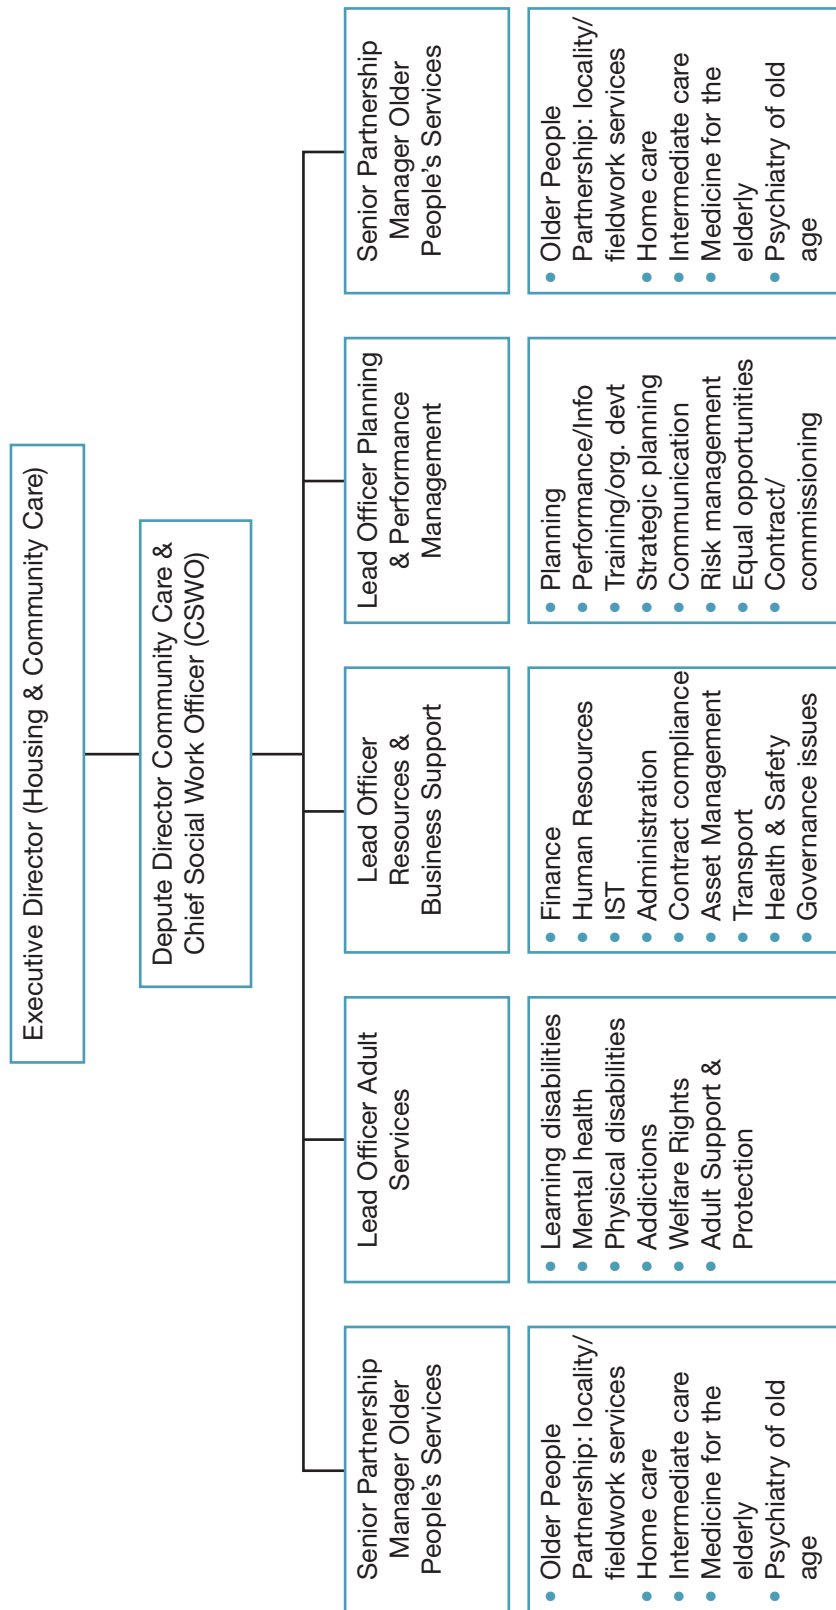 Executive Director (Housing & Community Care)
Depute Director Community Care &
Chief Social Work Officer (CSWO)
Senior Partnership
Manager Older
People's Services
Lead Officer Adult
Services
Lead Officer
Resources &
Business Support
Lead Officer Planning
& Performance
Management
Senior Partnership
Manager Older
People's Services
• Older People
Partnership: locality/
fieldwork services
• Home care
• Intermediate care
• Medicine for the
elderly
• Psychiatry of old
age
• Learning disabilities
• Mental health
• Physical disabilities
• Addictions
• Welfare Rights
• Adult Support &
Protection
• Finance
• Human Resources
• IST
• Administration
• Contract compliance
• Asset Management
• Transport
• Health & Safety
• Governance issues
• Planning
• Performance/Info
• Training/org. devt
• Strategic planning
• Communication
• Risk management
• Equal opportunities
• Contract/
commissioning
• Older People
Partnership: locality/
fieldwork services
• Home care
• Intermediate care
• Medicine for the
elderly
• Psychiatry of old
age